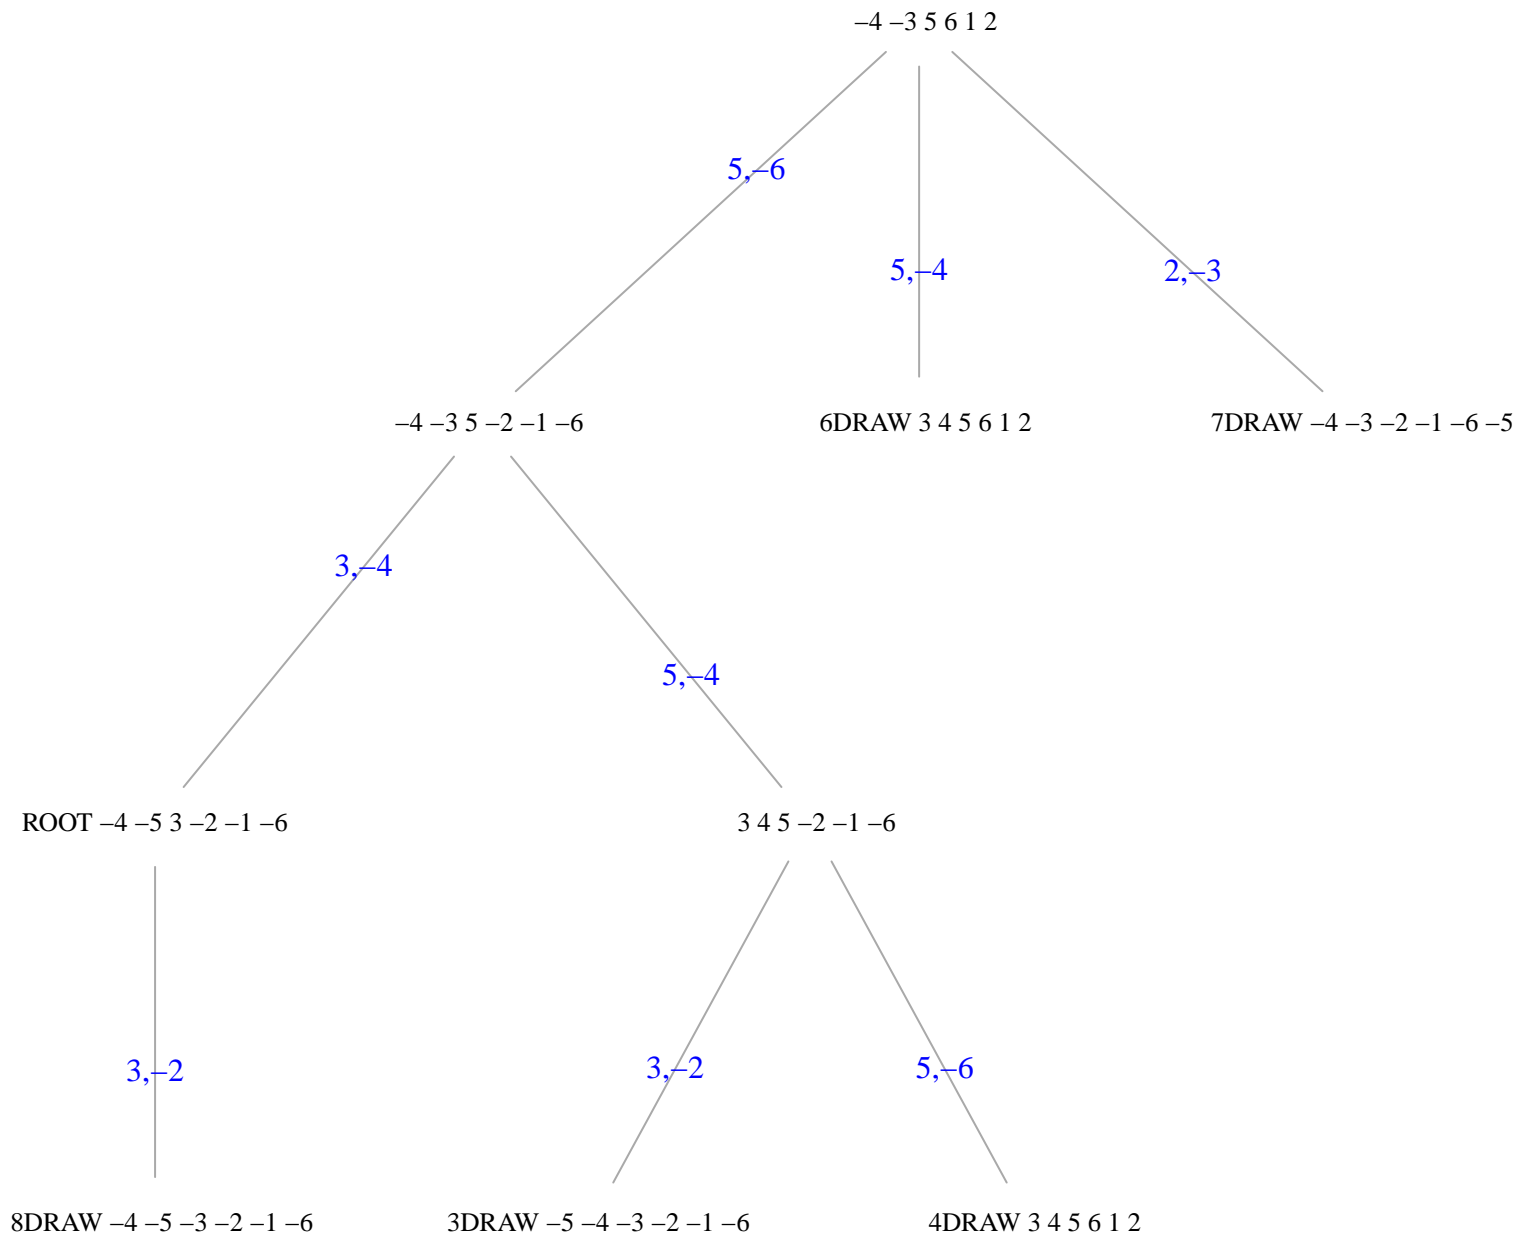 –4 –3 5 6 1 2
5,–6
5,–4
2,–3
–4 –3 5 –2 –1 –6
6DRAW 3 4 5 6 1 2
7DRAW –4 –3 –2 –1 –6 –5
3,–4
5,–4
ROOT –4 –5 3 –2 –1 –6
3 4 5 –2 –1 –6
3,–2
3,–2
5,–6
8DRAW –4 –5 –3 –2 –1 –6
3DRAW –5 –4 –3 –2 –1 –6
4DRAW 3 4 5 6 1 2